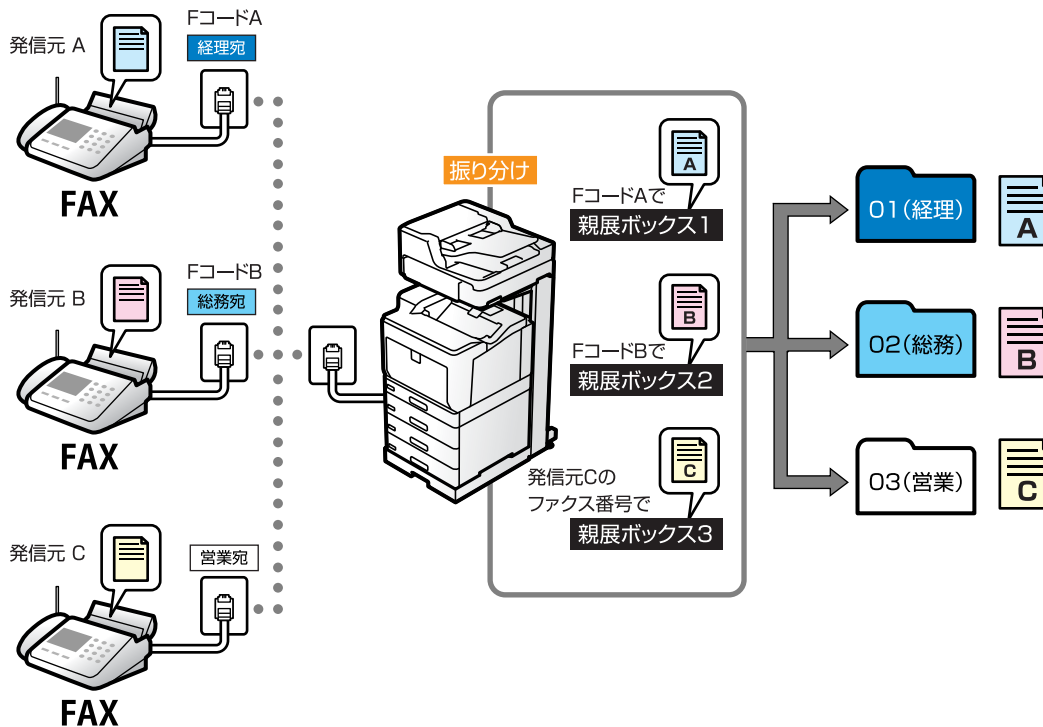 発信元 A
FコードA
経理宛
FAX
発信元 B
FコードB
総務宛
FAX
発信元 C
営業宛
FAX
振り分け
A
FコードAで
親展ボックス1
B
FコードBで
親展ボックス2
C
発信元Cの
ファクス番号で
親展ボックス3
01(経理)
A
02(総務)
B
03(営業)
C